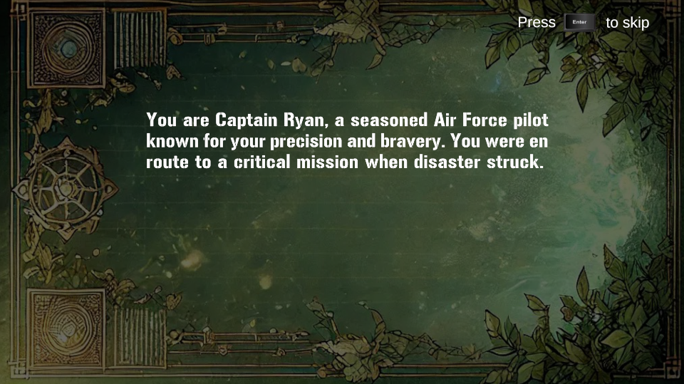 Press Enter to skip
You are Captain Ryan, a seasoned Air Force pilot
known for your precision and bravery. You were en
route to a critical mission when disaster struck.